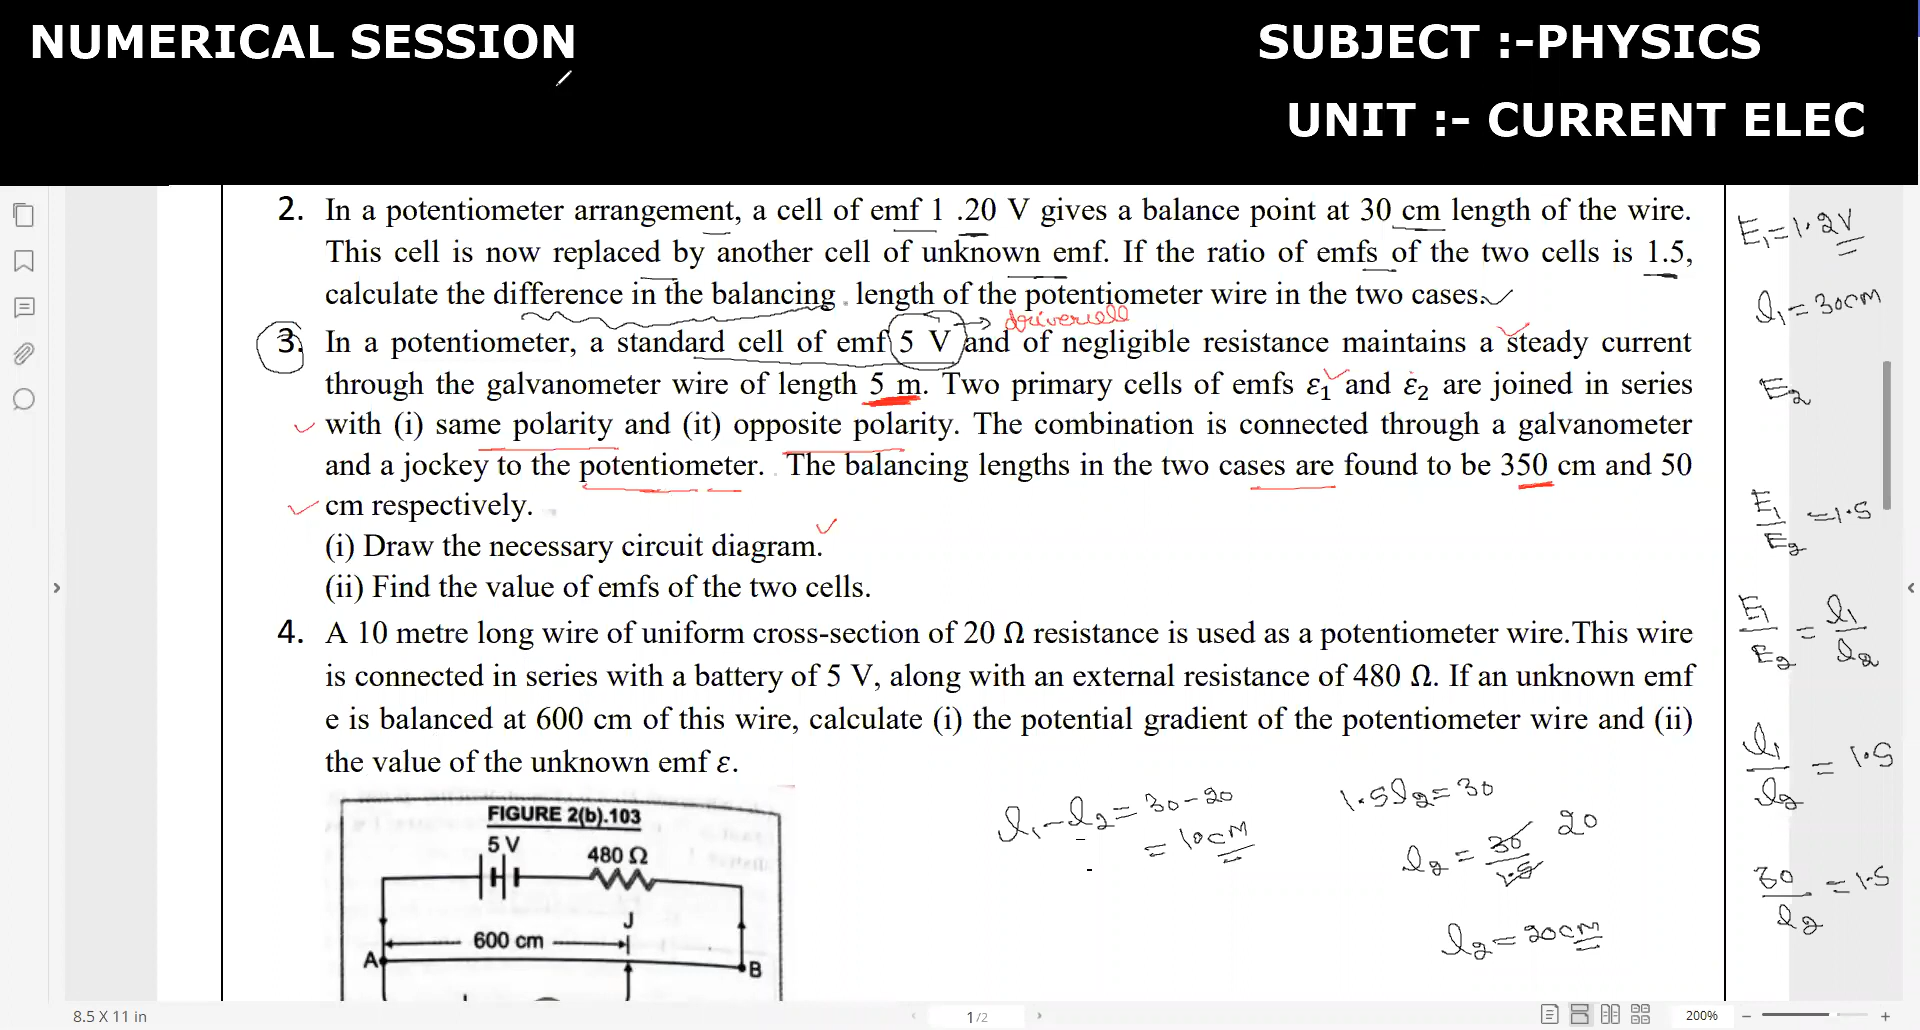 NUMERICAL SESSION
SUBJECT :-PHYSICS
UNIT :- CURRENT ELEC
2. In a potentiometer arrangement, a cell of emf 1 .20 V gives a balance point at 30 cm length of the wire.
This cell is now replaced by another cell of unknown emf. If the ratio of emfs of the two cells is 1.5,
calculate the difference in the balancing . length of the potentiometer wire in the two cases.
drivercell
3. In a potentiometer, a standard cell of emf 5 V and of negligible resistance maintains a steady current
through the galvanometer wire of length 5 m. Two primary cells of emfs ε₁ and ε₂ are joined in series
with (i) same polarity and (it) opposite polarity. The combination is connected through a galvanometer
and a jockey to the potentiometer. The balancing lengths in the two cases are found to be 350 cm and 50
cm respectively.
(i) Draw the necessary circuit diagram.
(ii) Find the value of emfs of the two cells.
4. A 10 metre long wire of uniform cross-section of 20 Ω resistance is used as a potentiometer wire.This wire
is connected in series with a battery of 5 V, along with an external resistance of 480 Ω. If an unknown emf
e is balanced at 600 cm of this wire, calculate (i) the potential gradient of the potentiometer wire and (ii)
the value of the unknown emf ε.
FIGURE 2(b).103
5 V
480 Ω
J
600 cm
A
B
l₁-l₂=30-20
=10cm
1.5l₂=30
l₂=30/1.5 20
l₂=20cm
E₁=1.2V
l₁=30cm
E₂
E₁/E₂=1.5
E₁/E₂=l₁/l₂
l₁/l₂=1.5
30/l₂=1.5
8.5 X 11 in
1/2
200%